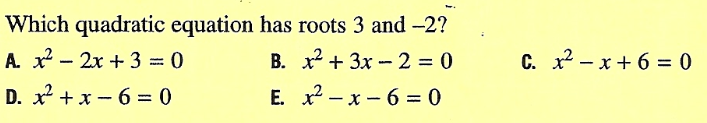 Which quadratic equation has roots 3 and –2?
A. x² – 2x + 3 = 0 B. x² + 3x – 2 = 0 C. x² – x + 6 = 0
D. x² + x – 6 = 0 E. x² – x – 6 = 0